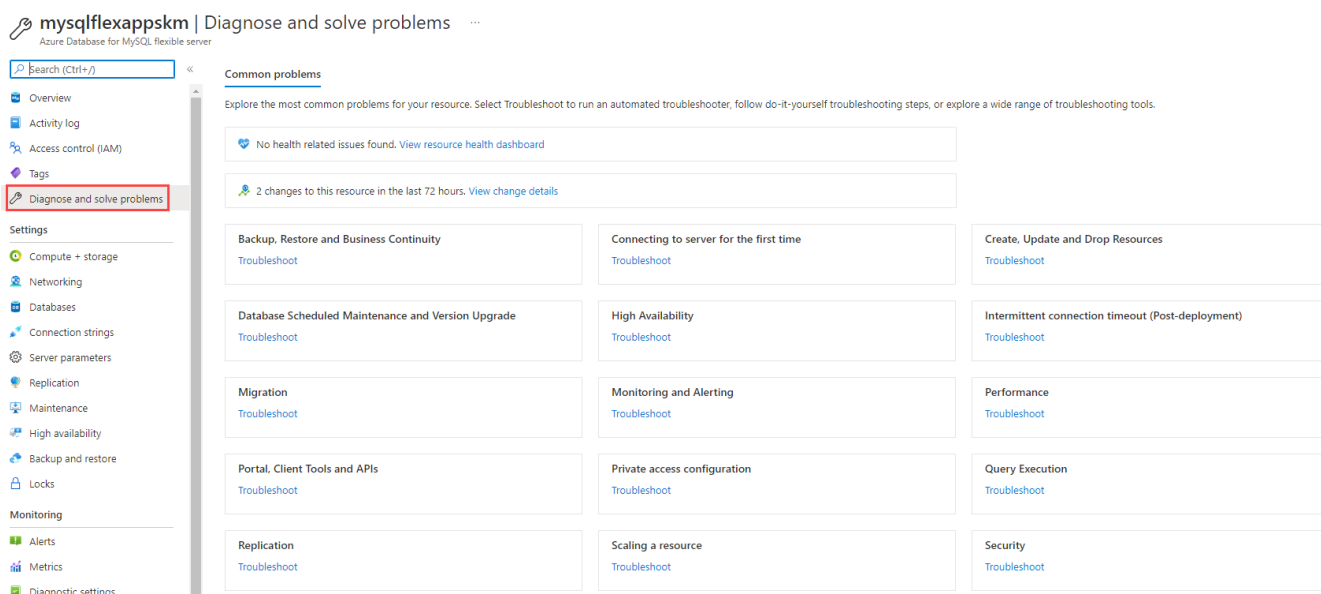 mysqlflexappskm | Diagnose and solve problems ...
Azure Database for MySQL flexible server
Search (Ctrl+/)
«
Overview
Activity log
Access control (IAM)
Tags
Diagnose and solve problems
Settings
Compute + storage
Networking
Databases
Connection strings
Server parameters
Replication
Maintenance
High availability
Backup and restore
Locks
Monitoring
Alerts
Metrics
Diagnostic settings
Common problems
Explore the most common problems for your resource. Select Troubleshoot to run an automated troubleshooter, follow do-it-yourself troubleshooting steps, or explore a wide range of troubleshooting tools.
No health related issues found. View resource health dashboard
2 changes to this resource in the last 72 hours. View change details
Backup, Restore and Business Continuity
Troubleshoot
Connecting to server for the first time
Troubleshoot
Create, Update and Drop Resources
Troubleshoot
Database Scheduled Maintenance and Version Upgrade
Troubleshoot
High Availability
Troubleshoot
Intermittent connection timeout (Post-deployment)
Troubleshoot
Migration
Troubleshoot
Monitoring and Alerting
Troubleshoot
Performance
Troubleshoot
Portal, Client Tools and APIs
Troubleshoot
Private access configuration
Troubleshoot
Query Execution
Troubleshoot
Replication
Troubleshoot
Scaling a resource
Troubleshoot
Security
Troubleshoot